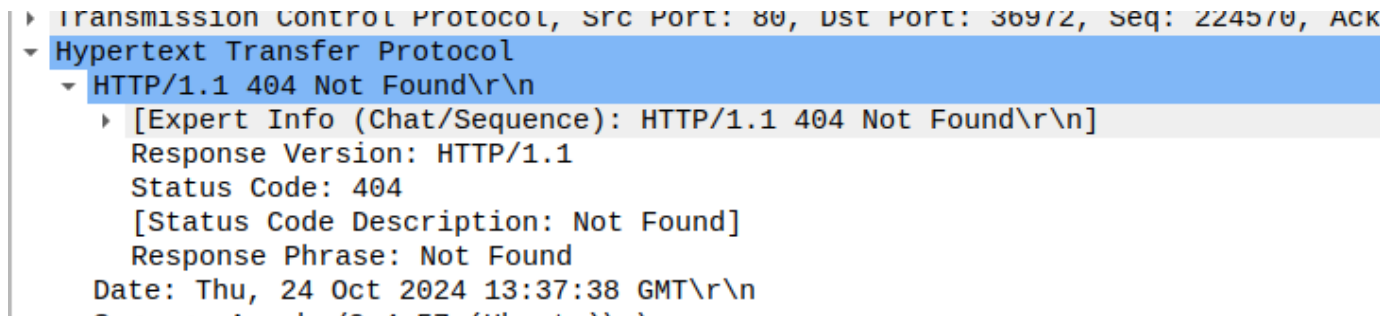 Transmission Control Protocol, Src Port: 80, Dst Port: 36972, Seq: 224570, Ack
Hypertext Transfer Protocol
HTTP/1.1 404 Not Found\r\n
[Expert Info (Chat/Sequence): HTTP/1.1 404 Not Found\r\n]
Response Version: HTTP/1.1
Status Code: 404
[Status Code Description: Not Found]
Response Phrase: Not Found
Date: Thu, 24 Oct 2024 13:37:38 GMT\r\n